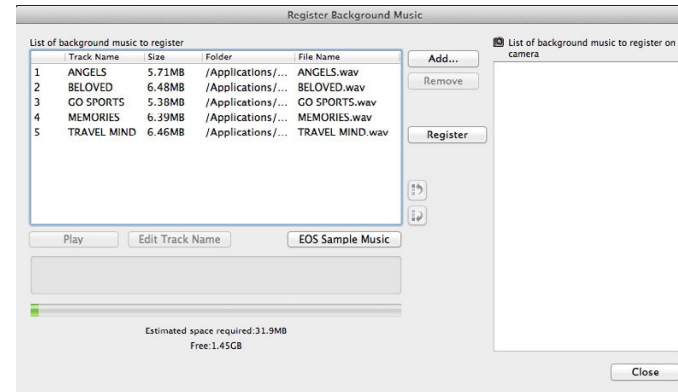 Register Background Music
List of background music to register
Track Name Size Folder File Name
1 ANGELS 5.71MB /Applications/... ANGELS.wav
2 BELOVED 6.48MB /Applications/... BELOVED.wav
3 GO SPORTS 5.38MB /Applications/... GO SPORTS.wav
4 MEMORIES 6.39MB /Applications/... MEMORIES.wav
5 TRAVEL MIND 6.46MB /Applications/... TRAVEL MIND.wav
Play
Edit Track Name
EOS Sample Music
Estimated space required:31.9MB
Free:1.45GB
Add...
Remove
Register
List of background music to register on
camera
Close